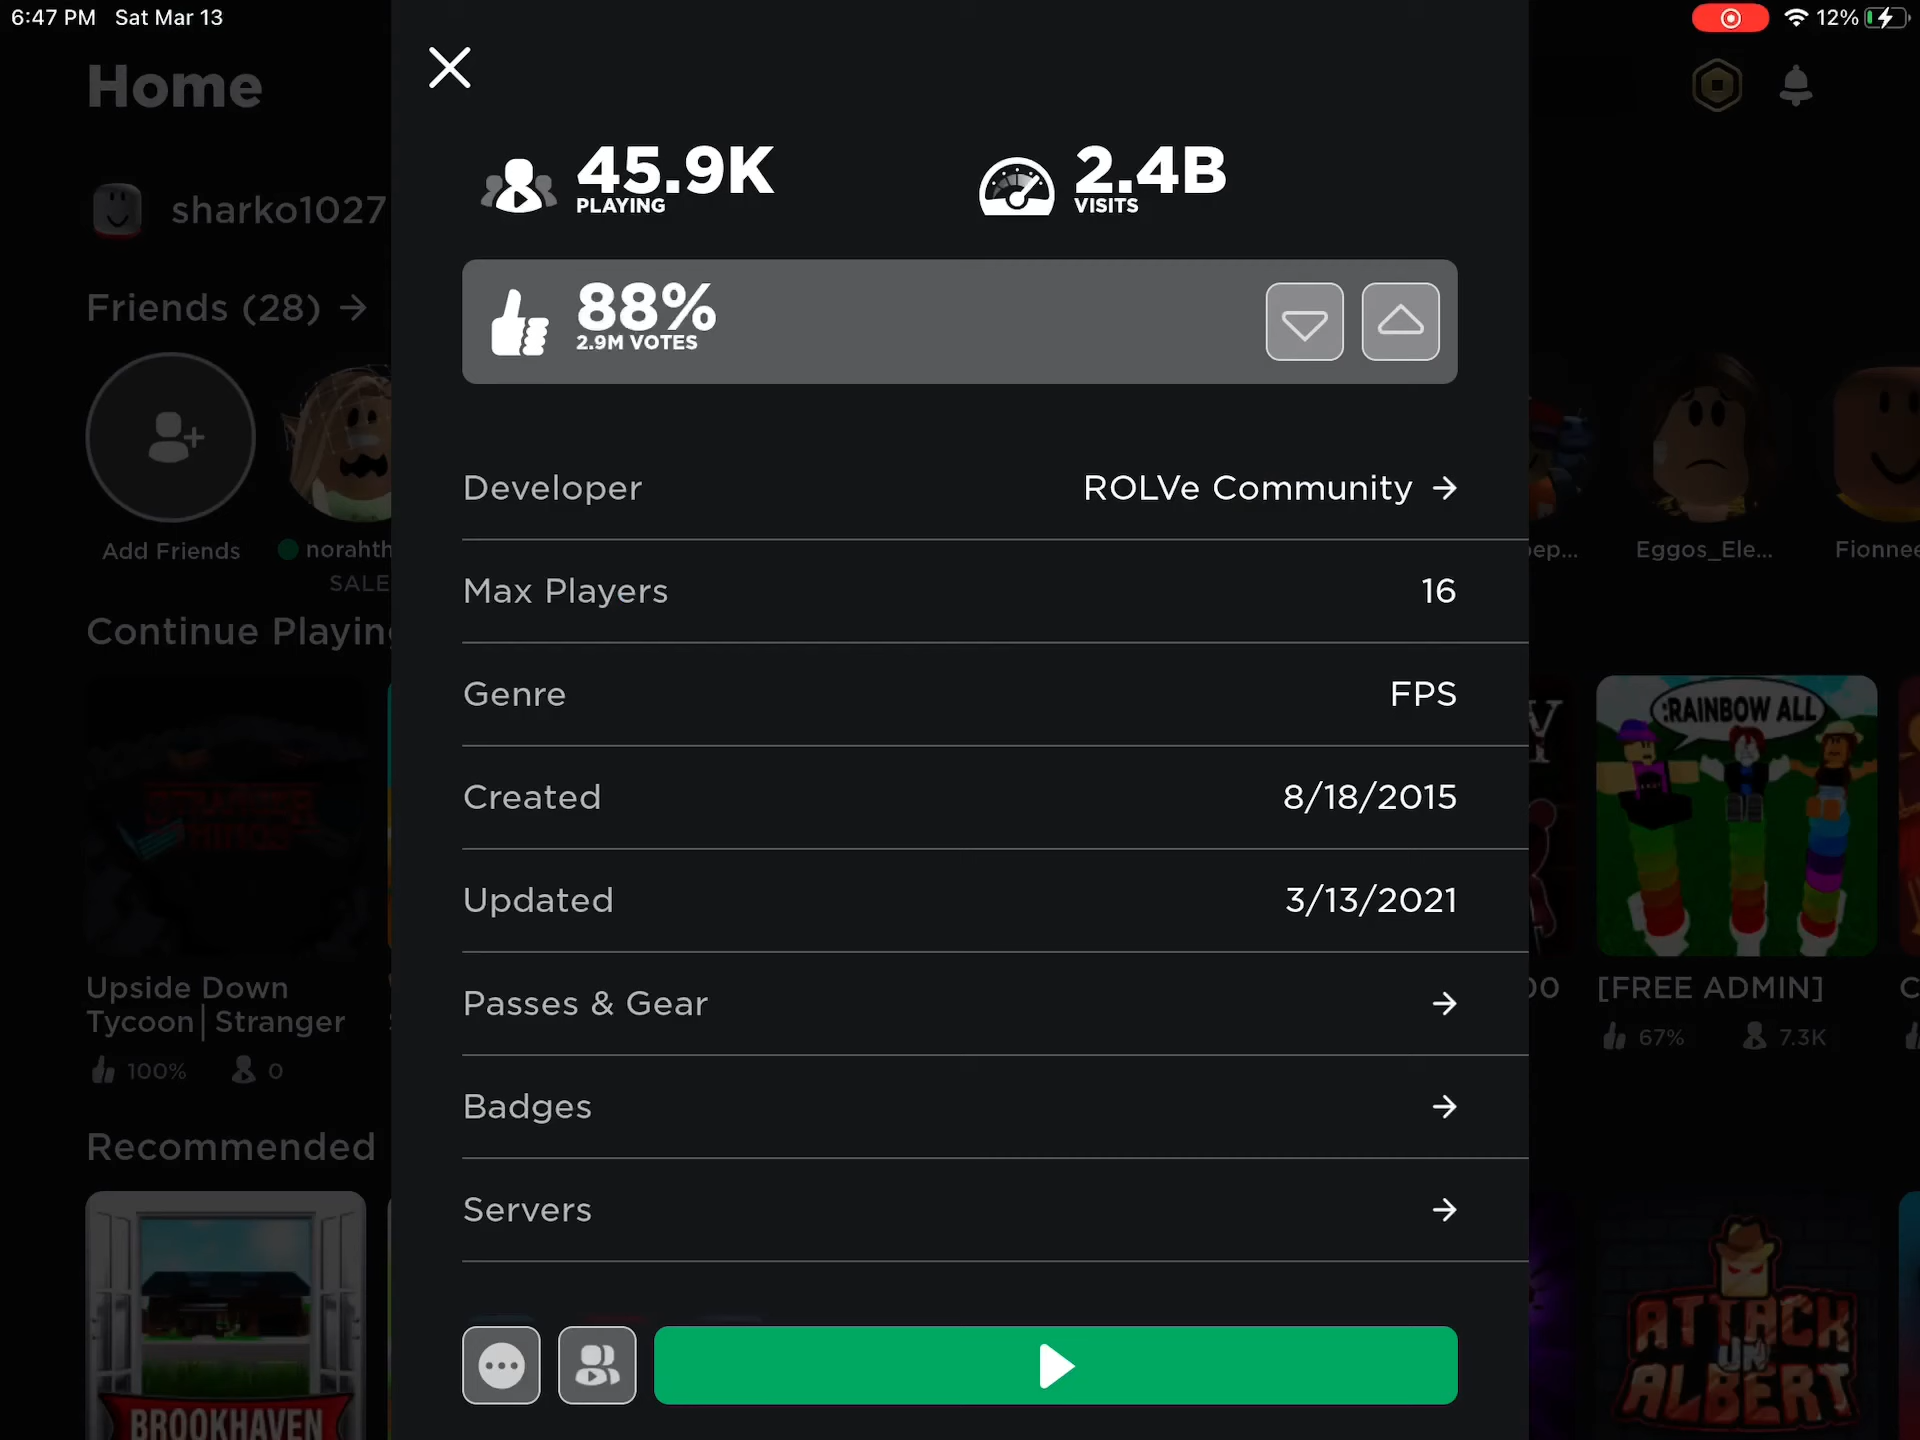 6:47 PM Sat Mar 13
12%
Home
45.9K
PLAYING
2.4B
VISITS
sharko1027
88%
2.9M VOTES
Friends (28)
Add Friends
norahth
SALE
ep...
Eggos_Ele...
Fionnee
Developer
ROLVe Community
Max Players
16
Continue Playing
Genre
FPS
Created
8/18/2015
Updated
3/13/2021
Passes & Gear
Badges
Servers
:RAINBOW ALL
Upside Down
Tycoon|Stranger
100%
0
[FREE ADMIN]
67%
7.3K
Recommended
BROOKHAVEN
ATTACK
ALBERT